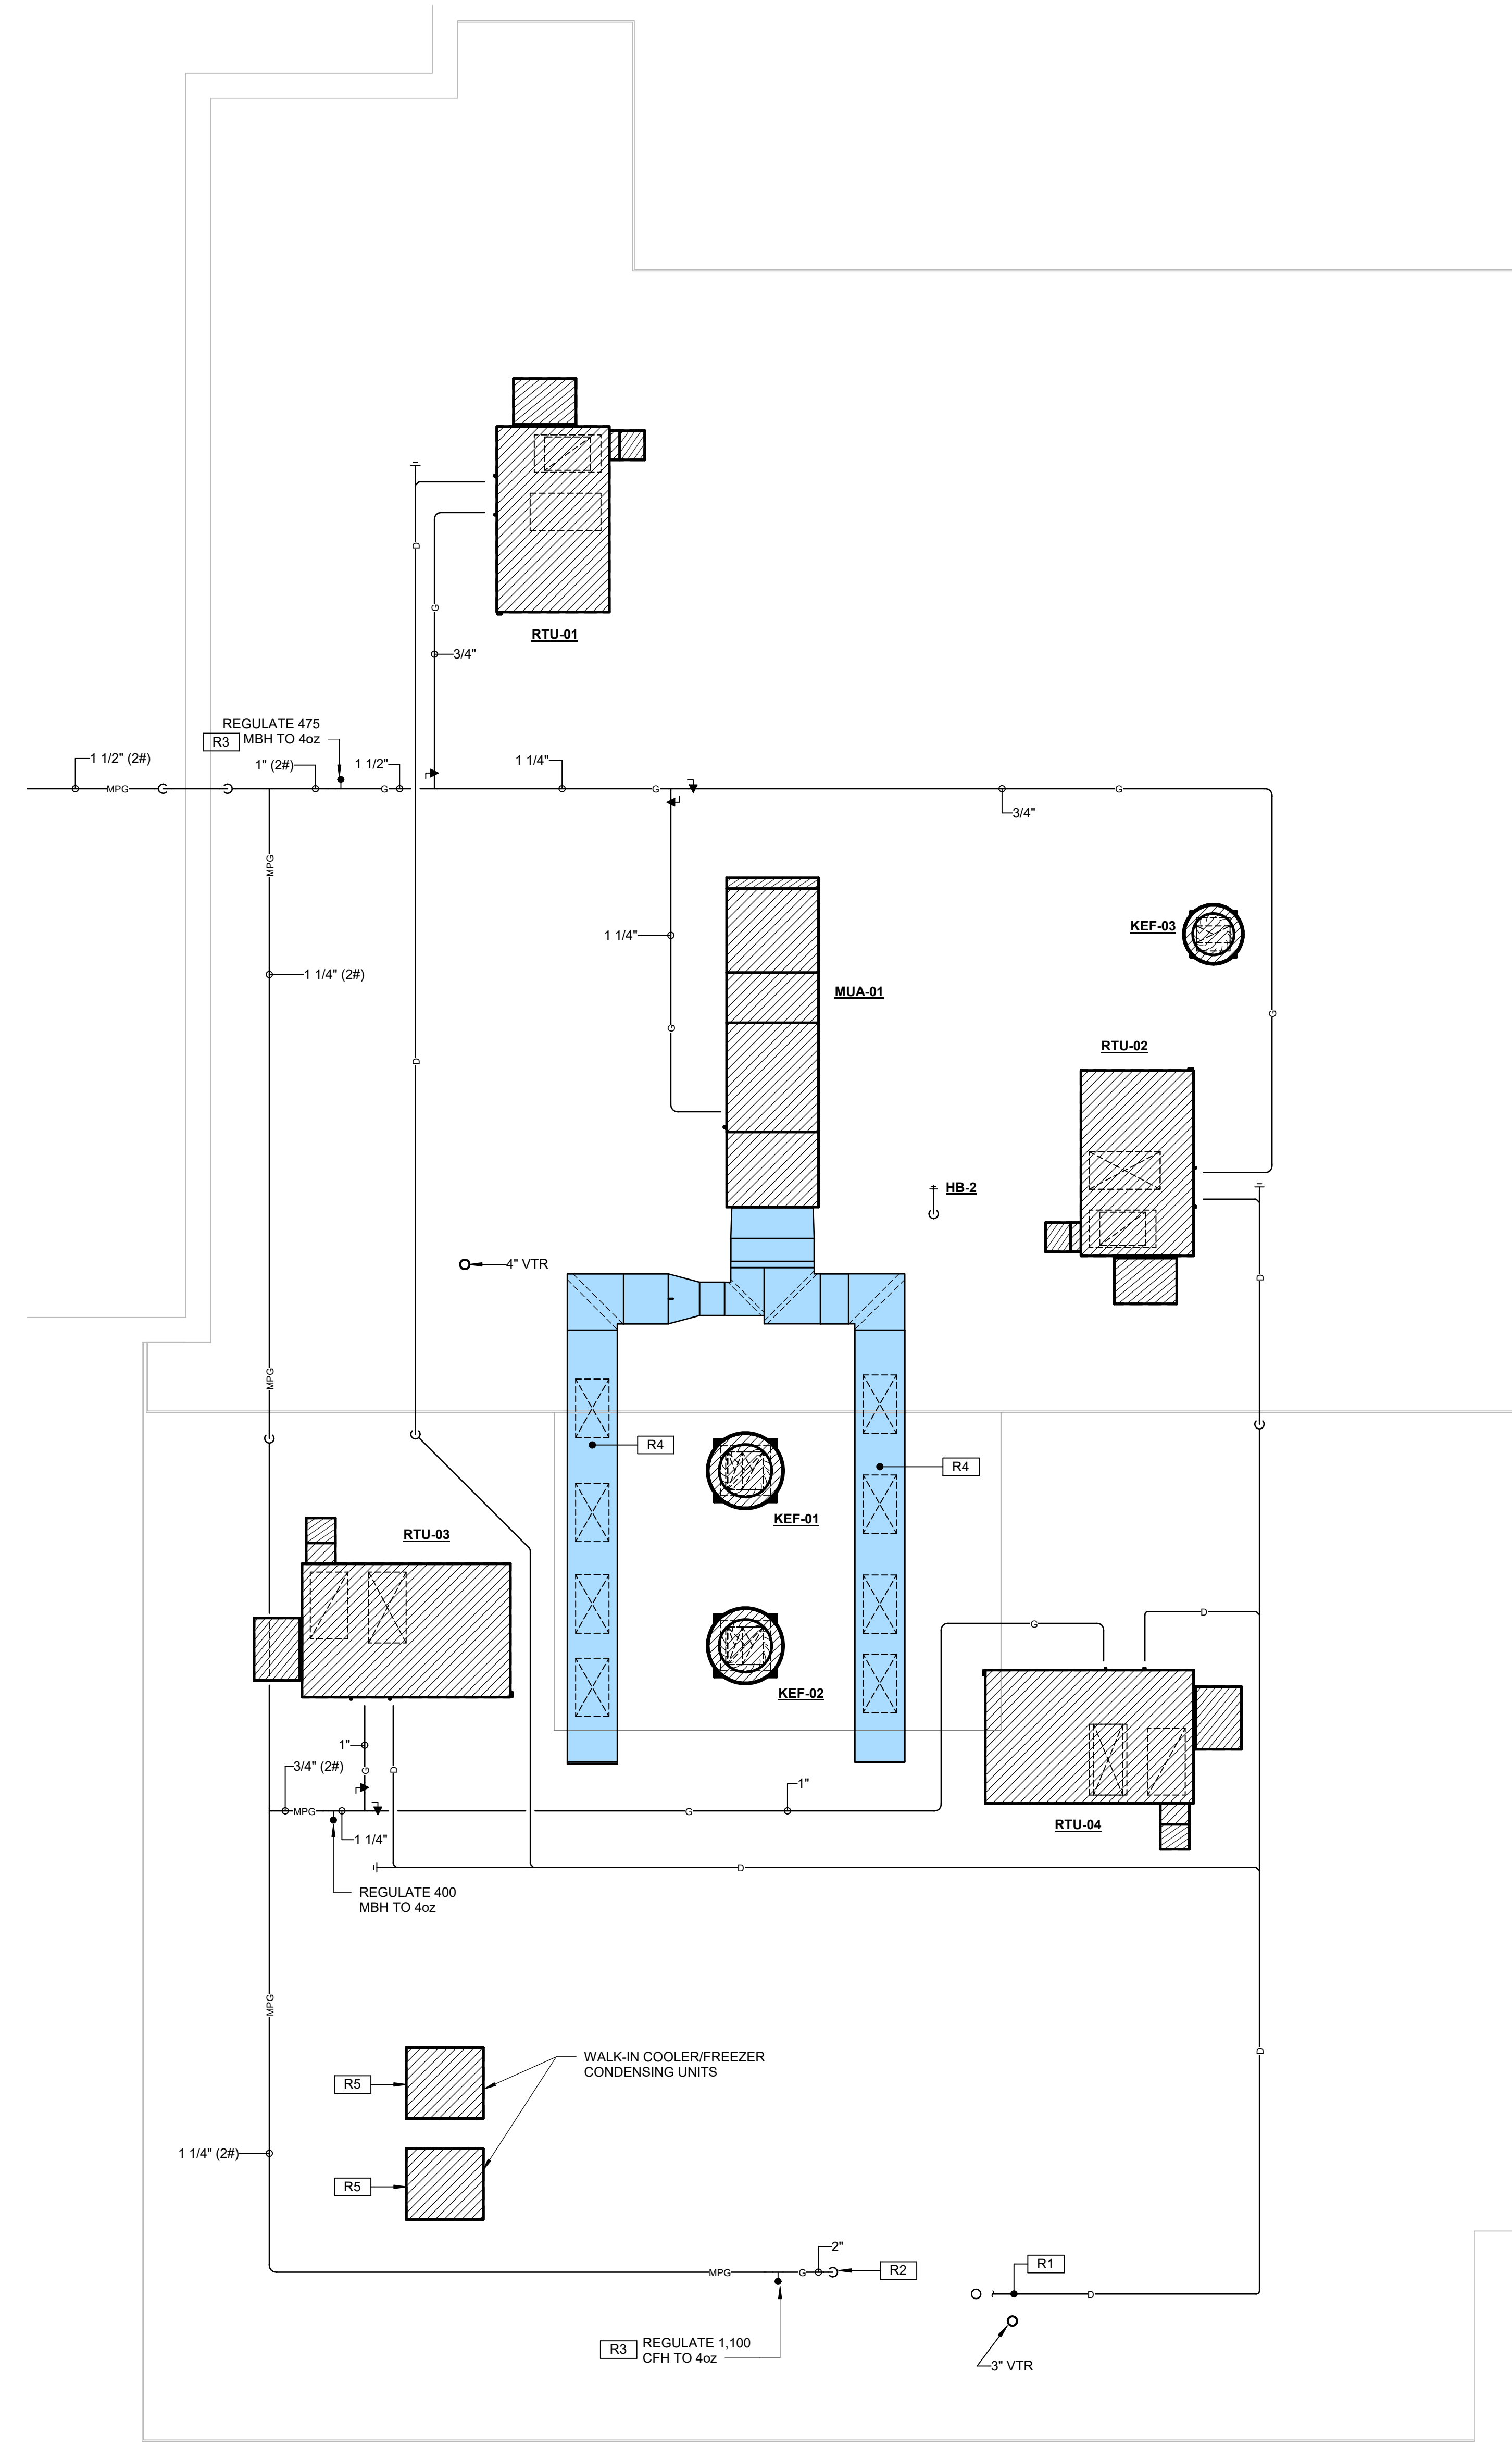 RTU-01
G
D
3/4"
REGULATE 475
R3 MBH TO 4oz
1 1/2" (2#)
1" (2#)
1 1/2"
1 1/4"
MPG
G
G
G
3/4"
MPG
KEF-03
1 1/4"
1 1/4" (2#)
MUA-01
G
G
D
RTU-02
HB-2
4" VTR
D
MPG
R4
R4
KEF-01
RTU-03
G
D
KEF-02
1"
3/4" (2#)
G
D
1"
MPG
G
RTU-04
1 1/4"
D
REGULATE 400
MBH TO 4oz
MPG
WALK-IN COOLER/FREEZER
CONDENSING UNITS
D
R5
1 1/4" (2#)
R5
2"
R1
MPG
G
R2
D
R3 REGULATE 1,100
CFH TO 4oz
3" VTR